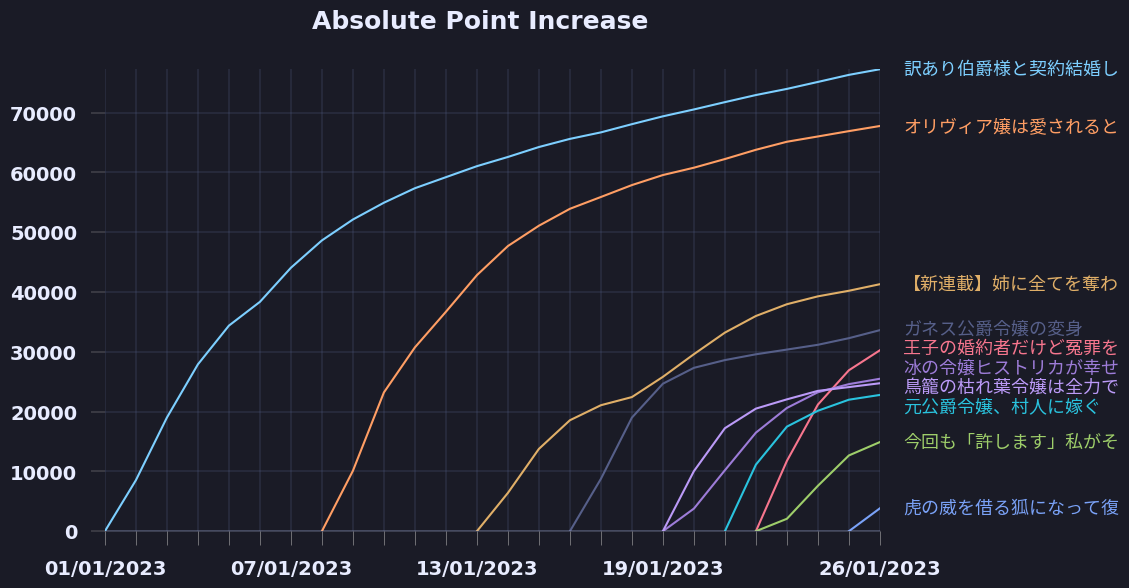 Absolute Point Increase
訳あり伯爵様と契約結婚し
70000
オリヴィア嬢は愛されると
60000
50000
40000
【新連載】姉に全てを奪わ
ガネス公爵令嬢の変身
30000
王子の婚約者だけど冤罪を
氷の令嬢ヒストリカが幸せ
鳥籠の枯れ葉令嬢は全力で
20000
元公爵令嬢、村人に嫁ぐ
今回も「許します」私がそ
10000
虎の威を借る狐になって復
0
01/01/2023 07/01/2023 13/01/2023 19/01/2023 26/01/2023